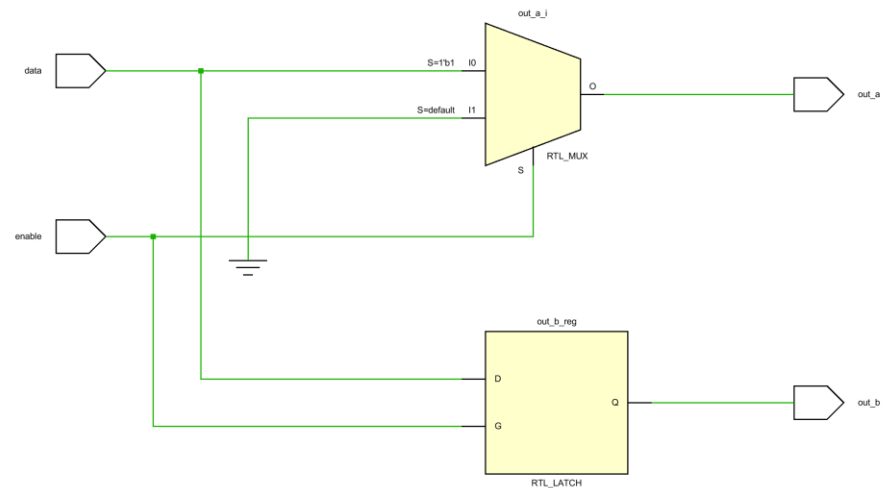 out_a_i
data
S=1'b1
I0
S=default
I1
O
out_a
S
RTL_MUX
enable
out_b_reg
D
G
Q
out_b
RTL_LATCH